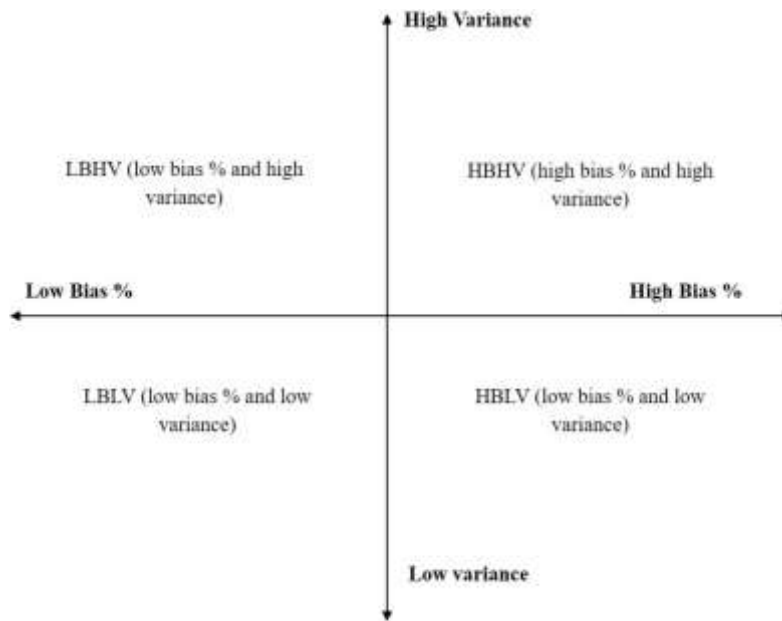 High Variance
LBHV (low bias % and high
variance)
HBHV (high bias % and high
variance)
Low Bias %
High Bias %
LBLV (low bias % and low
variance)
HBLV (low bias % and low
variance)
Low variance